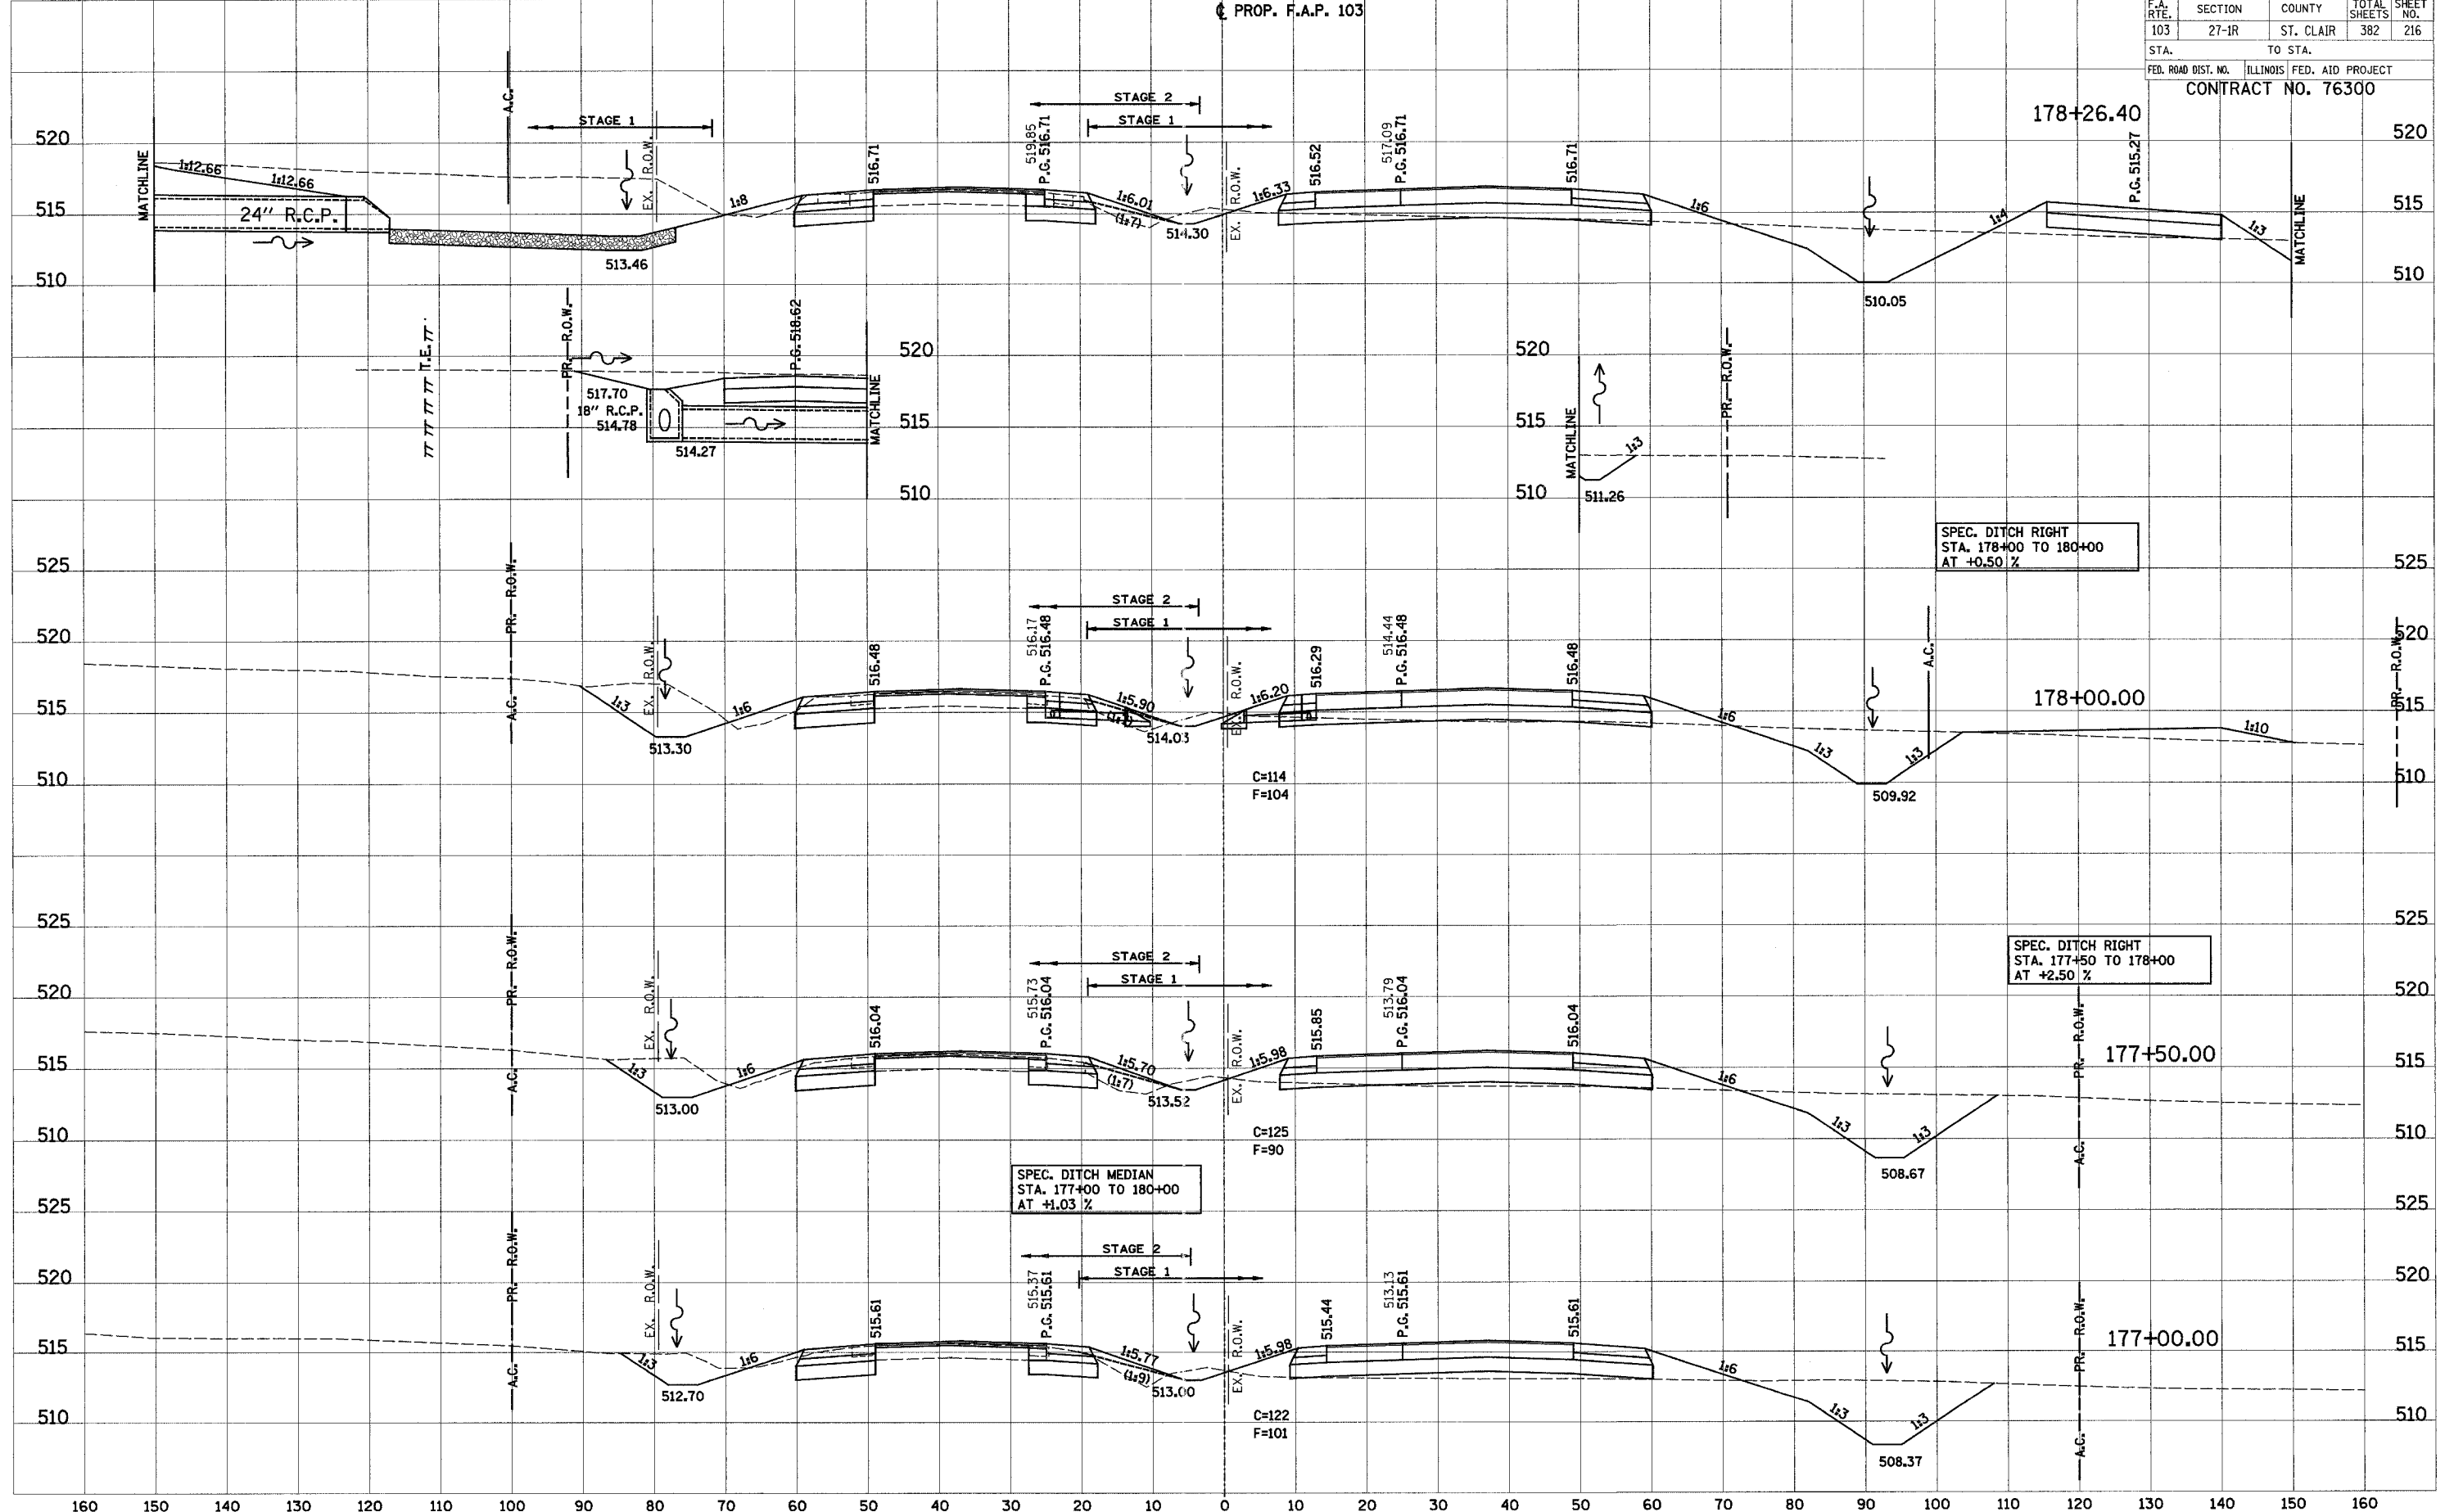 ℄ PROP. F.A.P. 103
F.A. RTE. SECTION COUNTY TOTAL SHEETS SHEET NO.
103 27-1R ST. CLAIR 382 216
STA. TO STA.
FED. ROAD DIST. NO. ILLINOIS FED. AID PROJECT
CONTRACT NO. 76300
178+26.40
A.C.
STAGE 2
STAGE 1
STAGE 1
520
520
MATCHLINE
1:12.66
1:12.66
24" R.C.P.
EX. R.O.W.
1:8
516.71
519.85
P.G. 516.71
1:6.01
(1:7)
514.30
EX. R.O.W.
1:6.33
516.52
517.09
P.G. 516.71
516.71
1:6
1:4
P.G. 515.27
1:3
MATCHLINE
515
515
513.46
510
510
510.05
T.E.
PR. R.O.W.
P.G. 518.62
517.70
18" R.C.P.
514.78
514.27
MATCHLINE
520
515
510
520
515
510
MATCHLINE
1:3
511.26
PR. R.O.W.
SPEC. DITCH RIGHT
STA. 178+00 TO 180+00
AT +0.50 %
525
525
A.C. PR. R.O.W.
STAGE 2
STAGE 1
520
520
EX. R.O.W.
1:3
1:6
516.48
516.17
P.G. 516.48
1:5.90
514.03
EX. R.O.W.
1:6.20
516.29
514.44
P.G. 516.48
516.48
1:6
1:3
1:3
A.C.
178+00.00
1:10
PR. R.O.W.
515
515
513.30
510
510
509.92
C=114
F=104
525
525
SPEC. DITCH RIGHT
STA. 177+50 TO 178+00
AT +2.50 %
A.C. PR. R.O.W.
STAGE 2
STAGE 1
520
520
EX. R.O.W.
1:3
1:6
516.04
515.73
P.G. 516.04
1:5.70
(1:7)
513.52
EX. R.O.W.
1:5.98
515.85
513.79
P.G. 516.04
516.04
1:6
1:3
1:3
A.C. PR. R.O.W.
177+50.00
515
515
513.00
510
510
508.67
C=125
F=90
SPEC. DITCH MEDIAN
STA. 177+00 TO 180+00
AT +1.03 %
525
525
A.C. PR. R.O.W.
STAGE 2
STAGE 1
520
520
EX. R.O.W.
1:3
1:6
515.61
515.37
P.G. 515.61
1:5.77
(1:9)
513.00
EX. R.O.W.
1:5.98
515.44
513.13
P.G. 515.61
515.61
1:6
1:3
1:3
A.C. PR. R.O.W.
177+00.00
515
515
512.70
510
510
508.37
C=122
F=101
160 150 140 130 120 110 100 90 80 70 60 50 40 30 20 10 0 10 20 30 40 50 60 70 80 90 100 110 120 130 140 150 160